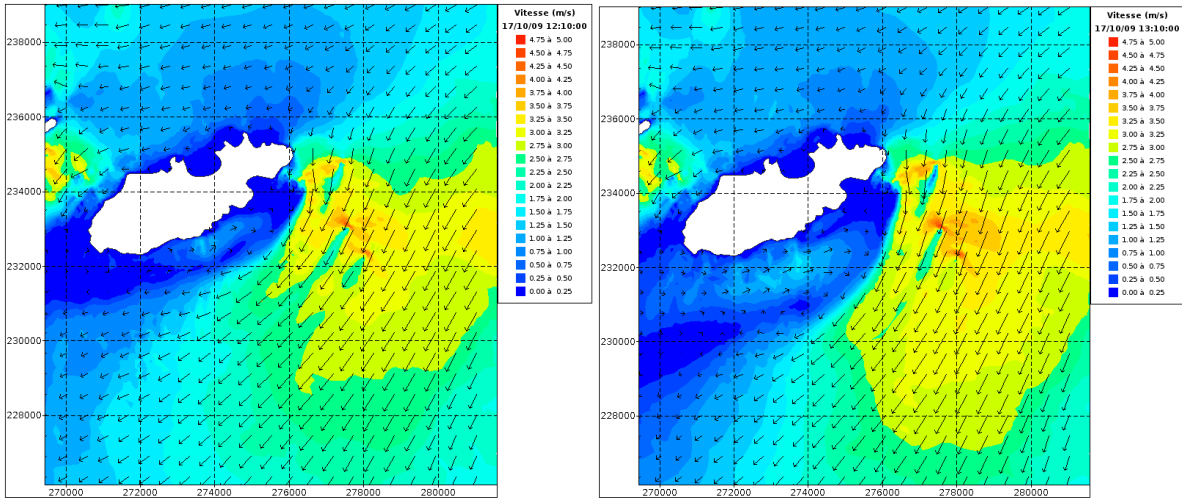 Vitesse (m/s)
17/10/09 12:10:00
4.75 à 5.00
4.50 à 4.75
4.25 à 4.50
4.00 à 4.25
3.75 à 4.00
3.50 à 3.75
3.25 à 3.50
3.00 à 3.25
2.75 à 3.00
2.50 à 2.75
2.25 à 2.50
2.00 à 2.25
1.75 à 2.00
1.50 à 1.75
1.25 à 1.50
1.00 à 1.25
0.75 à 1.00
0.50 à 0.75
0.25 à 0.50
0.00 à 0.25
238000
236000
234000
232000
230000
228000
270000 272000 274000 276000 278000 280000
Vitesse (m/s)
17/10/09 13:10:00
4.75 à 5.00
4.50 à 4.75
4.25 à 4.50
4.00 à 4.25
3.75 à 4.00
3.50 à 3.75
3.25 à 3.50
3.00 à 3.25
2.75 à 3.00
2.50 à 2.75
2.25 à 2.50
2.00 à 2.25
1.75 à 2.00
1.50 à 1.75
1.25 à 1.50
1.00 à 1.25
0.75 à 1.00
0.50 à 0.75
0.25 à 0.50
0.00 à 0.25
238000
236000
234000
232000
230000
228000
270000 272000 274000 276000 278000 280000